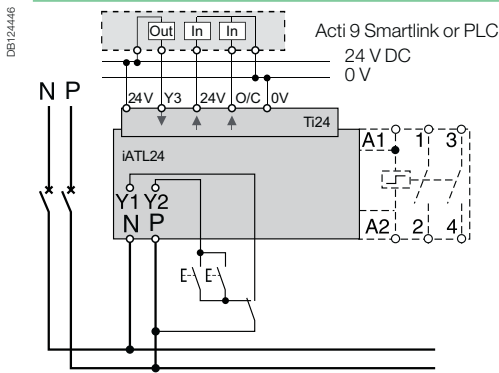 DB124446
Out In In
Acti 9 Smartlink or PLC
24 V DC
0 V
N P
24V Y3 24V O/C 0V
Ti24
iATL24
A1 1 3
Y1 Y2
N P
A2 2 4
E E